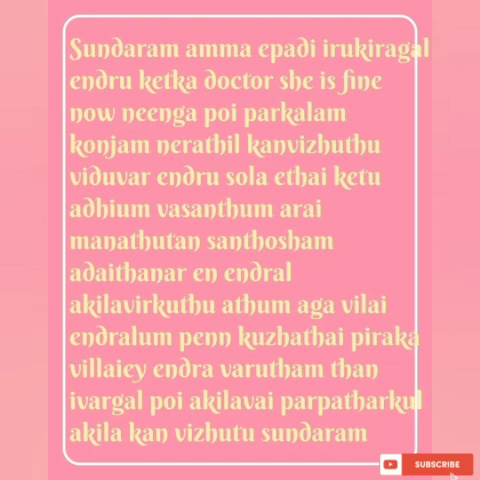 Sundaram amma epadi irukiragal
endru ketka doctor she is fine
now neenga poi parkalam
konjam nerathil kanvizhuthu
viduvar endru sola ethai ketu
adhium vasanthum arai
manathutan santhosham
adaithanar en endral
akilavirkuthu athum aga vilai
endralum penn kuzhathai piraka
villaiey endra varutham than
ivargal poi akilavai parpatharkul
akila kan vizhutu sundaram
SUBSCRIBE